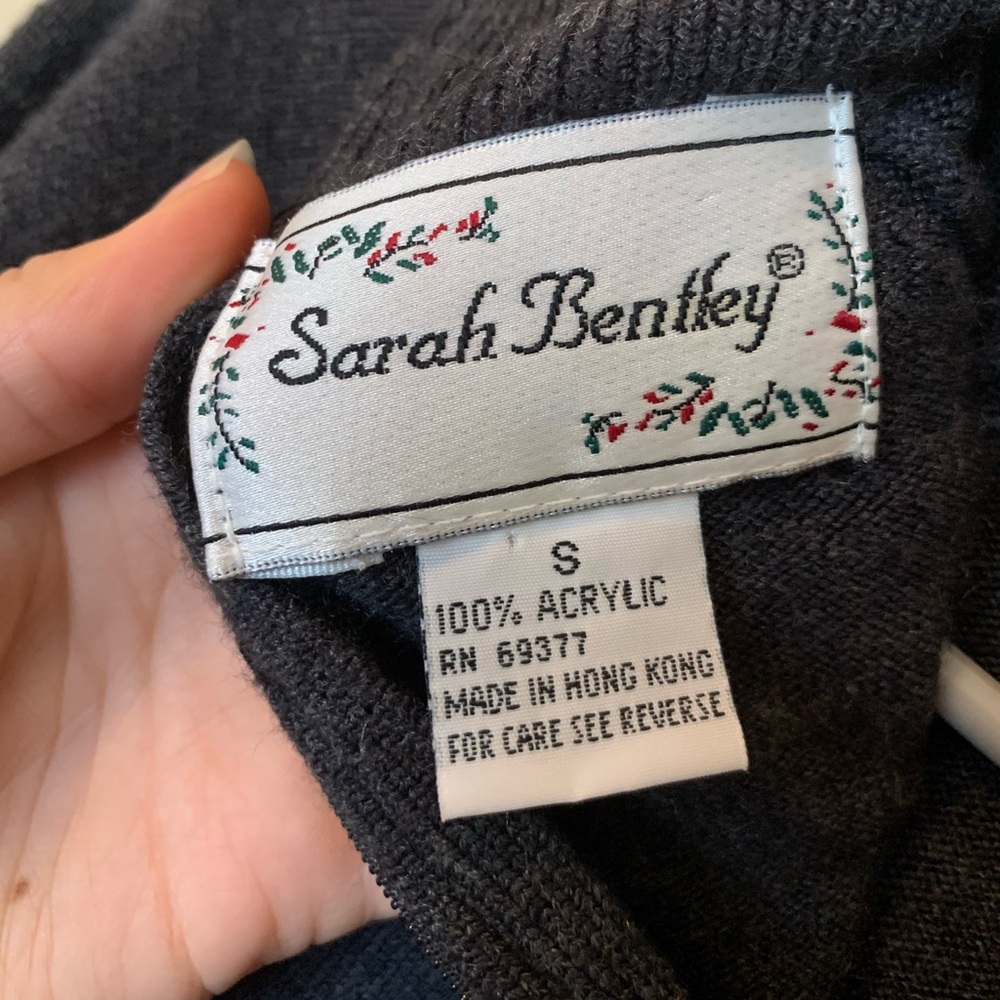 Sarah Bentley®
S
100% ACRYLIC
RN 69377
MADE IN HONG KONG
FOR CARE SEE REVERSE